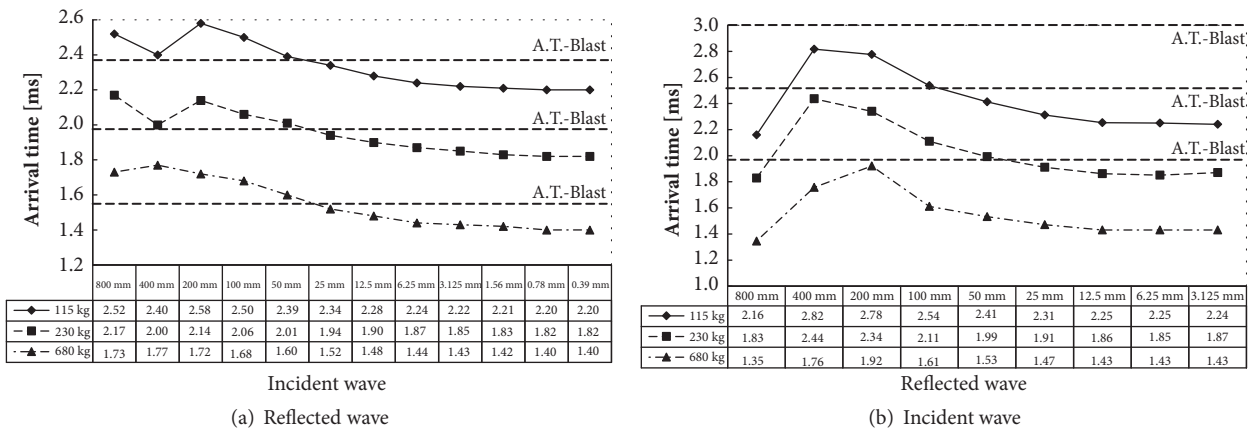 2.6
2.4
2.2
2.0
1.8
1.6
1.4
1.2
Arrival time [ms]
A.T.-Blast
A.T.-Blast
A.T.-Blast
800 mm 400 mm 200 mm 100 mm 50 mm 25 mm 12.5 mm 6.25 mm 3.125 mm 1.56 mm 0.78 mm 0.39 mm
115 kg 2.52 2.40 2.58 2.50 2.39 2.34 2.28 2.24 2.22 2.21 2.20 2.20
230 kg 2.17 2.00 2.14 2.06 2.01 1.94 1.90 1.87 1.85 1.83 1.82 1.82
680 kg 1.73 1.77 1.72 1.68 1.60 1.52 1.48 1.44 1.43 1.42 1.40 1.40
Incident wave
(a) Reflected wave
3.0
2.8
2.6
2.4
2.2
2.0
1.8
1.6
1.4
1.2
1.0
Arrival time [ms]
A.T.-Blast
A.T.-Blast
A.T.-Blast
800 mm 400 mm 200 mm 100 mm 50 mm 25 mm 12.5 mm 6.25 mm 3.125 mm
115 kg 2.16 2.82 2.78 2.54 2.41 2.31 2.25 2.25 2.24
230 kg 1.83 2.44 2.34 2.11 1.99 1.91 1.86 1.85 1.87
680 kg 1.35 1.76 1.92 1.61 1.53 1.47 1.43 1.43 1.43
Reflected wave
(b) Incident wave